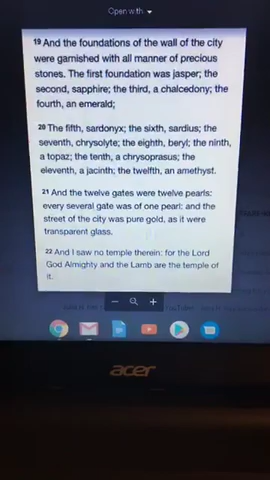 Open with
19 And the foundations of the wall of the city
were garnished with all manner of precious
stones. The first foundation was jasper; the
second, sapphire; the third, a chalcedony; the
fourth, an emerald;
20 The fifth, sardonyx; the sixth, sardius; the
seventh, chrysolyte; the eighth, beryl; the ninth,
a topaz; the tenth, a chrysoprasus; the
eleventh, a jacinth; the twelfth, an amethyst.
21 And the twelve gates were twelve pearls:
every several gate was of one pearl: and the
street of the city was pure gold, as it were
transparent glass.
22 And I saw no temple therein: for the Lord
God Almighty and the Lamb are the temple of
it.
acer